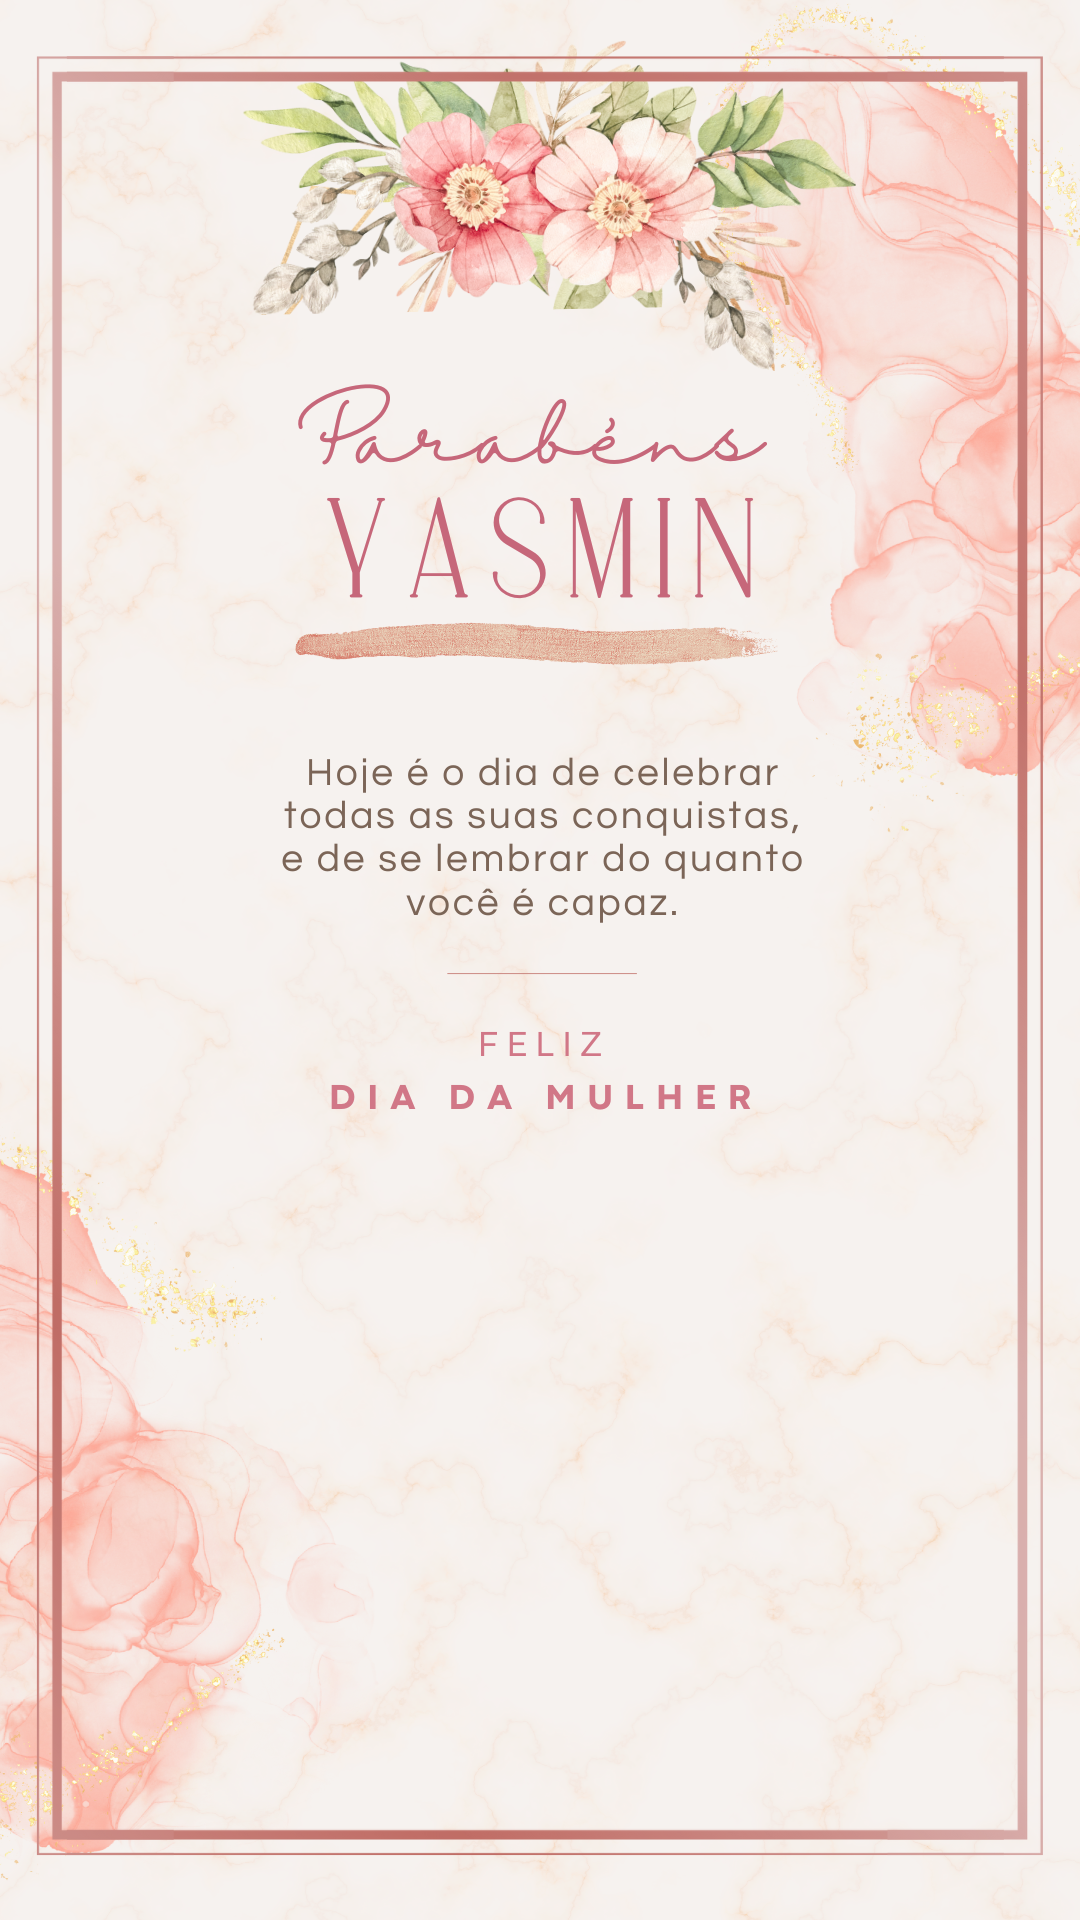 Parabéns
YASMIN
Hoje é o dia de celebrar
todas as suas conquistas,
e de se lembrar do quanto
você é capaz.
FELIZ
DIA DA MULHER